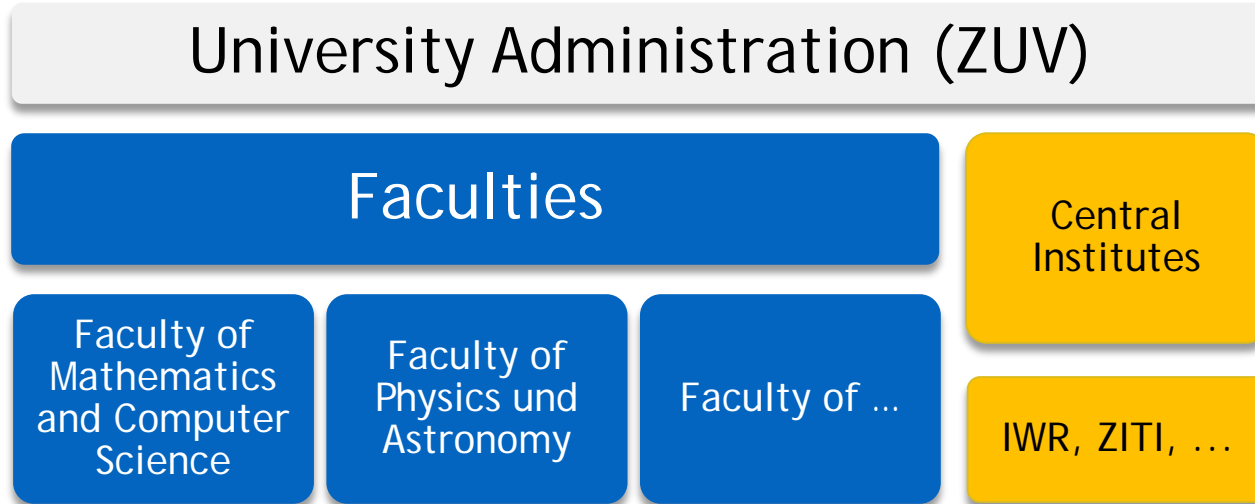 University Administration (ZUV)
Faculties
Central
Institutes
Faculty of
Mathematics
and Computer
Science
Faculty of
Physics und
Astronomy
Faculty of ...
IWR, ZITI, ...